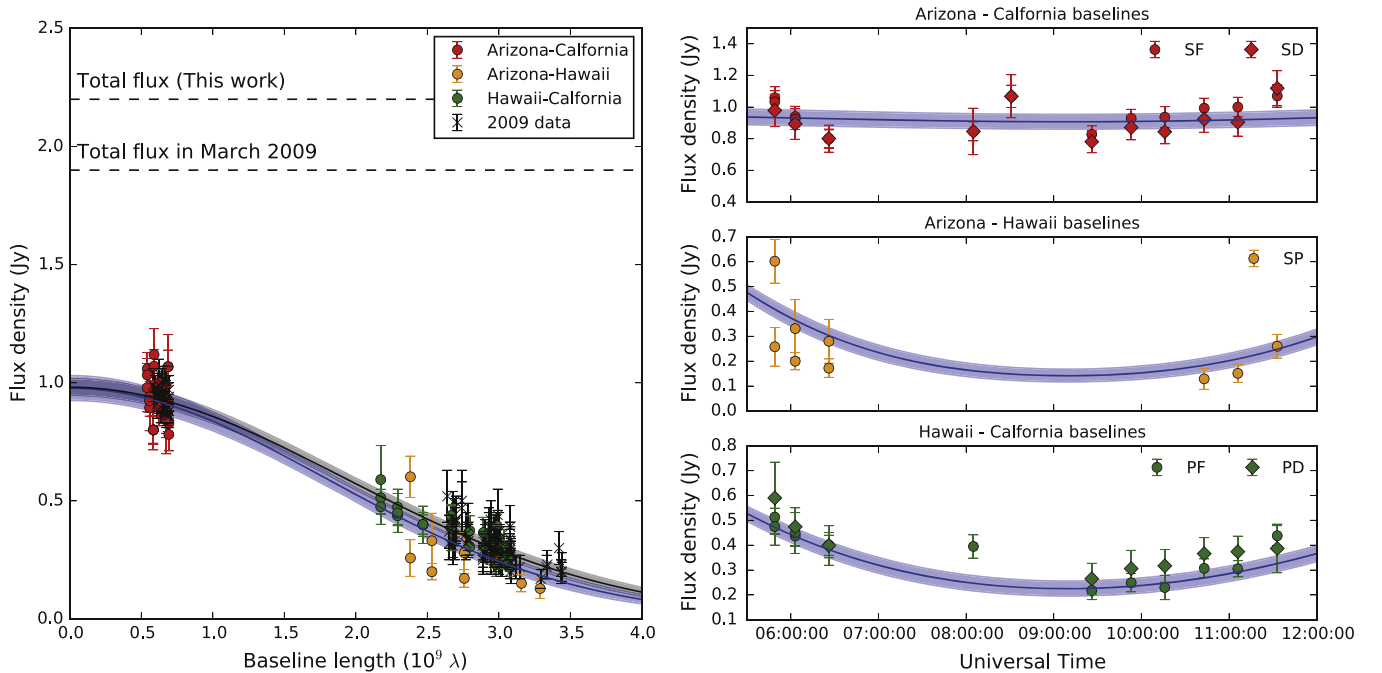 2.5
2.0
1.5
1.0
0.5
0.0
Flux density (Jy)
Total flux (This work)
Total flux in March 2009
Arizona-Calfornia
Arizona-Hawaii
Hawaii-Calfornia
2009 data
0.0 0.5 1.0 1.5 2.0 2.5 3.0 3.5 4.0
Baseline length (10⁹ λ)
Arizona - Calfornia baselines
1.4
1.2
1.0
0.8
0.6
0.4
Flux density (Jy)
SF SD
Arizona - Hawaii baselines
0.7
0.6
0.5
0.4
0.3
0.2
0.1
0.0
Flux density (Jy)
SP
Hawaii - Calfornia baselines
0.8
0.7
0.6
0.5
0.4
0.3
0.2
0.1
Flux density (Jy)
PF PD
06:00:00 07:00:00 08:00:00 09:00:00 10:00:00 11:00:00 12:00:00
Universal Time